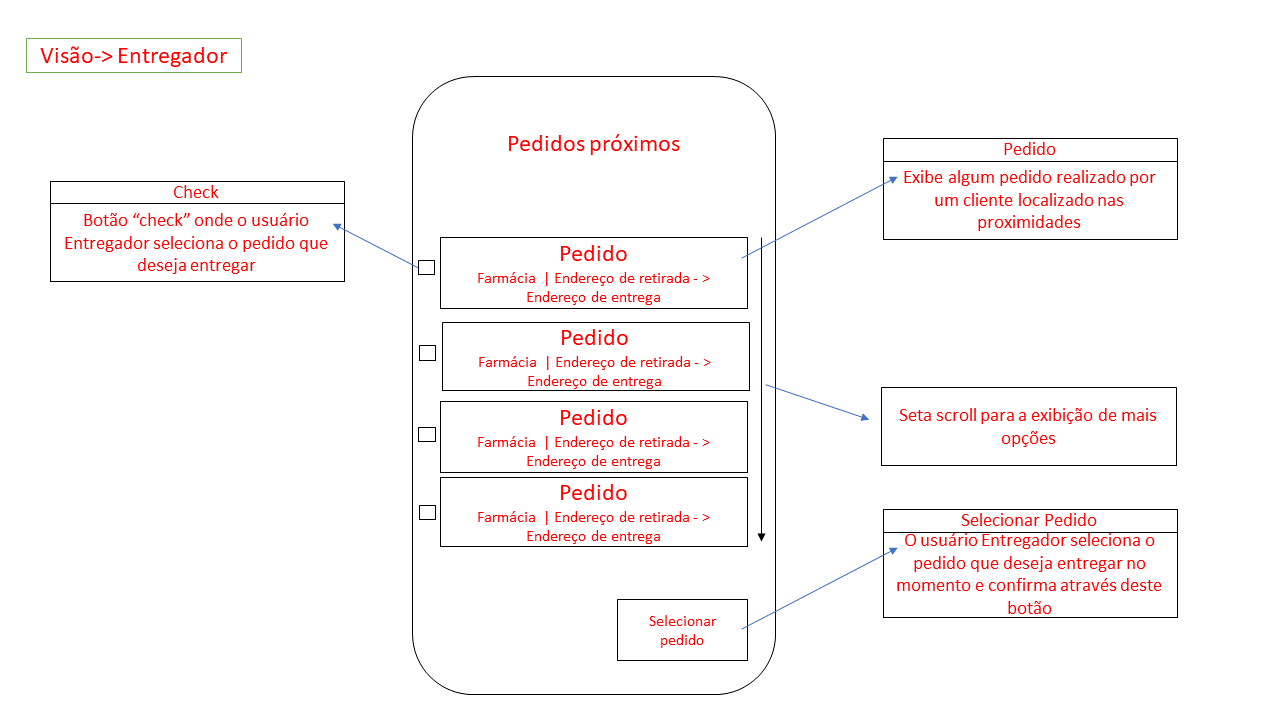 Visão-> Entregador
Pedidos próximos
Check
Botão “check” onde o usuário
Entregador seleciona o pedido que
deseja entregar
Pedido
Farmácia | Endereço de retirada - >
Endereço de entrega
Pedido
Farmácia | Endereço de retirada - >
Endereço de entrega
Pedido
Farmácia | Endereço de retirada - >
Endereço de entrega
Pedido
Farmácia | Endereço de retirada - >
Endereço de entrega
Selecionar
pedido
Pedido
Exibe algum pedido realizado por
um cliente localizado nas
proximidades
Seta scroll para a exibição de mais
opções
Selecionar Pedido
O usuário Entregador seleciona o
pedido que deseja entregar no
momento e confirma através deste
botão